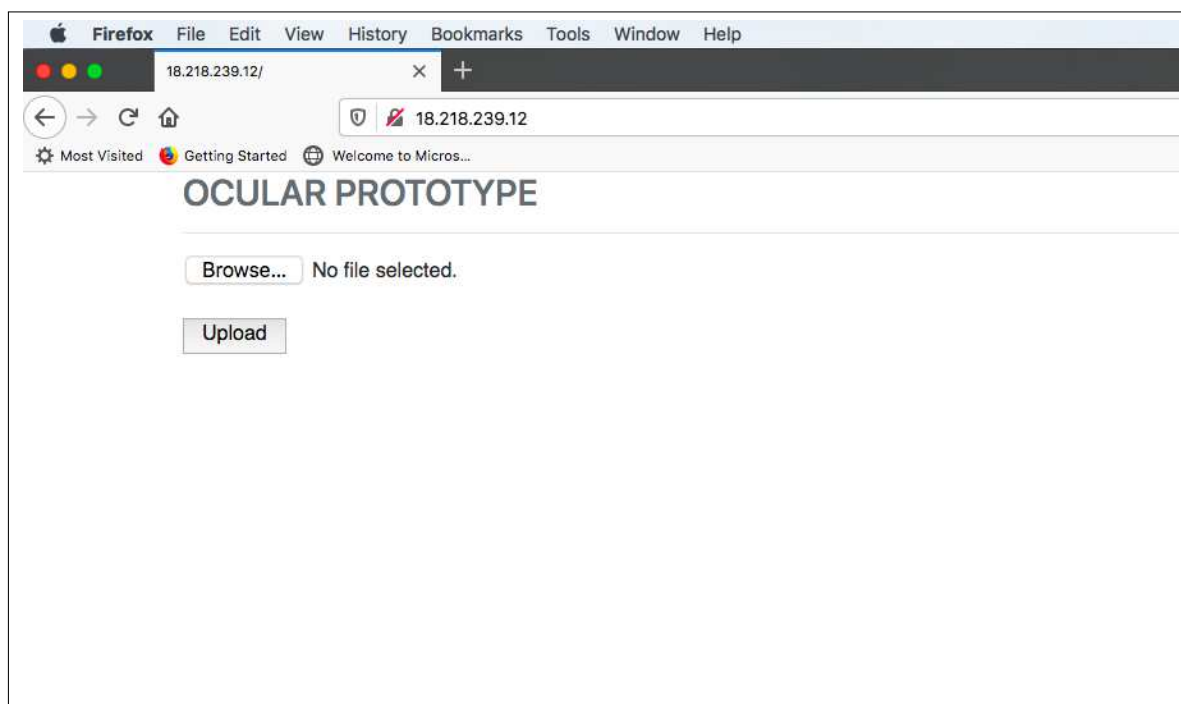 Firefox File Edit View History Bookmarks Tools Window Help
18.218.239.12/
18.218.239.12
Most Visited Getting Started Welcome to Micros...
OCULAR PROTOTYPE
Browse... No file selected.
Upload